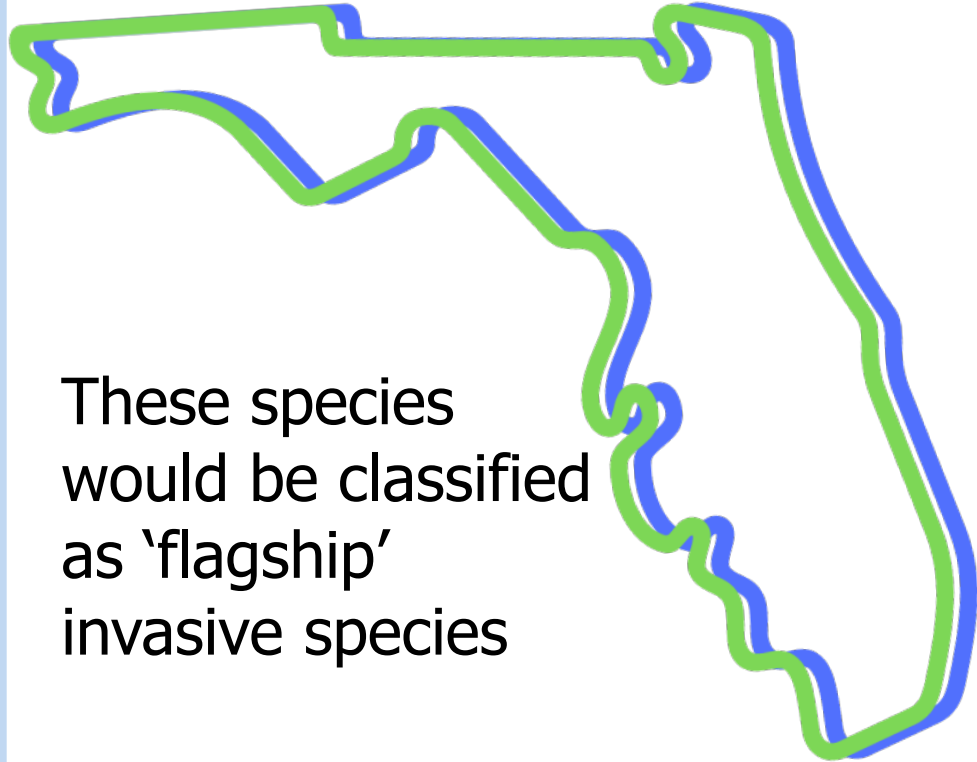 These species
would be classified
as ‘flagship’
invasive species